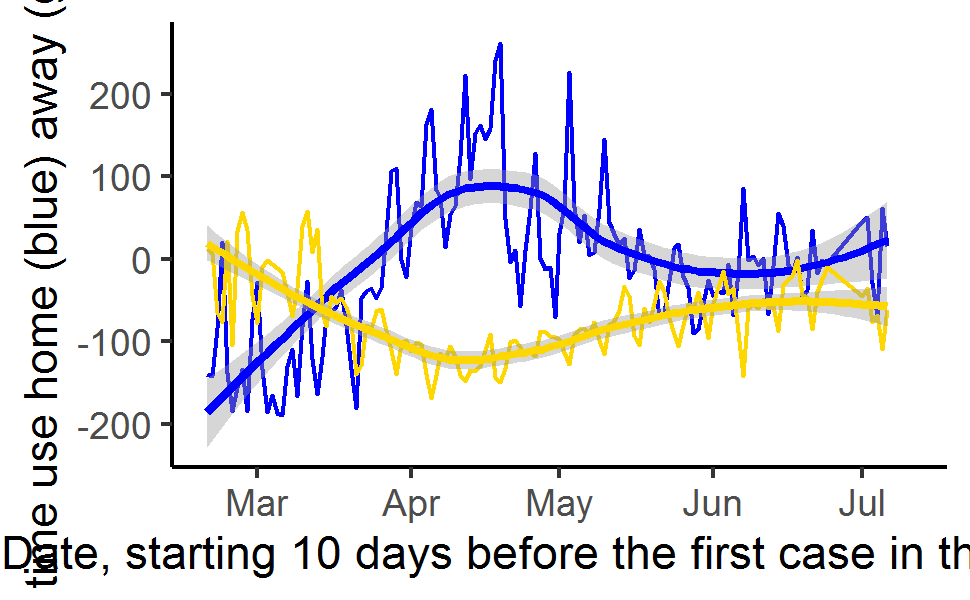 time use home (blue) away (
200
100
0
-100
-200
Mar Apr May Jun Jul
Date, starting 10 days before the first case in th